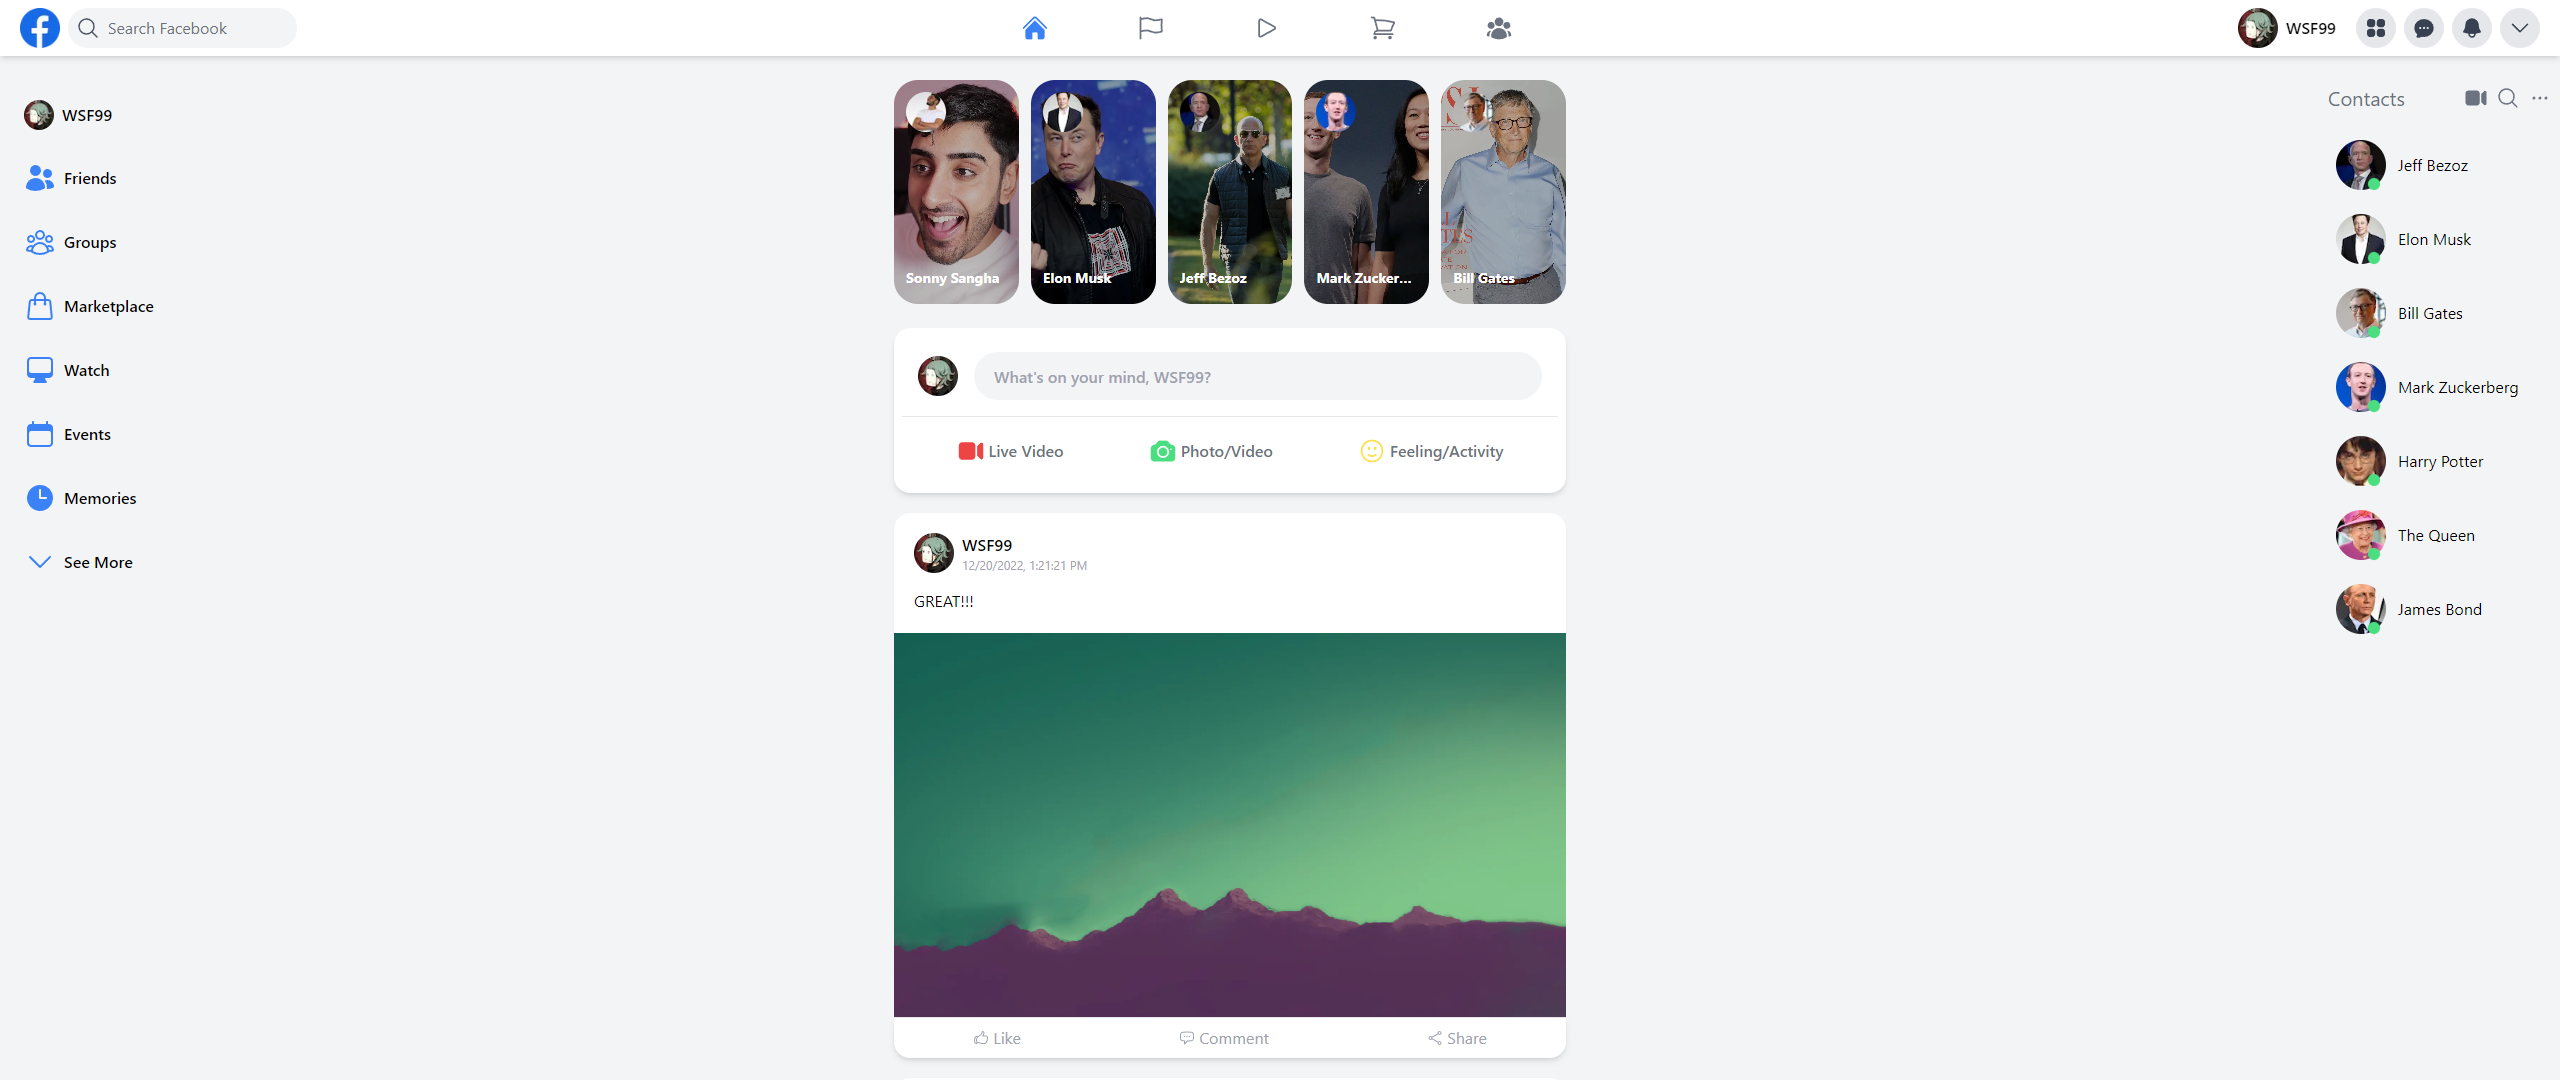 Search Facebook
WSF99
WSF99
Friends
Groups
Marketplace
Watch
Events
Memories
See More
Sonny Sangha
Elon Musk
Jeff Bezoz
Mark Zucker...
Bill Gates
What's on your mind, WSF99?
Live Video
Photo/Video
Feeling/Activity
WSF99
12/20/2022, 1:21:21 PM
GREAT!!!
Like
Comment
Share
Contacts
Jeff Bezoz
Elon Musk
Bill Gates
Mark Zuckerberg
Harry Potter
The Queen
James Bond